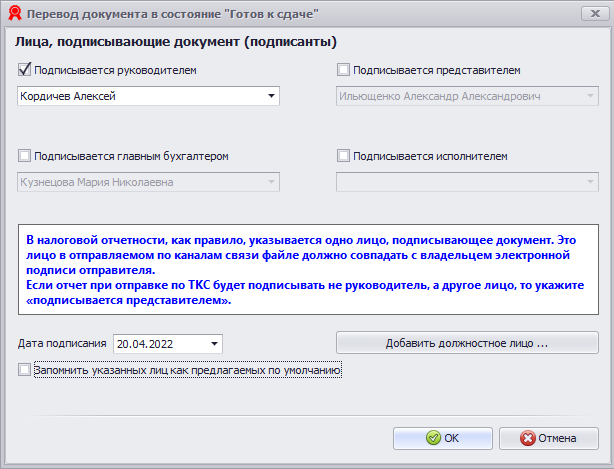 Перевод документа в состояние "Готов к сдаче"
Лица, подписывающие документ (подписанты)
Подписывается руководителем
Подписывается представителем
Кордичев Алексей
Ильющенко Александр Александрович
Подписывается главным бухгалтером
Подписывается исполнителем
Кузнецова Мария Николаевна
В налоговой отчетности, как правило, указывается одно лицо, подписывающее документ. Это
лицо в отправляемом по каналам связи файле должно совпадать с владельцем электронной
подписи отправителя.
Если отчет при отправке по ТКС будет подписывать не руководитель, а другое лицо, то укажите
«подписывается представителем».
Дата подписания
20.04.2022
Добавить должностное лицо ...
Запомнить указанных лиц как предлагаемых по умолчанию
OK
Отмена